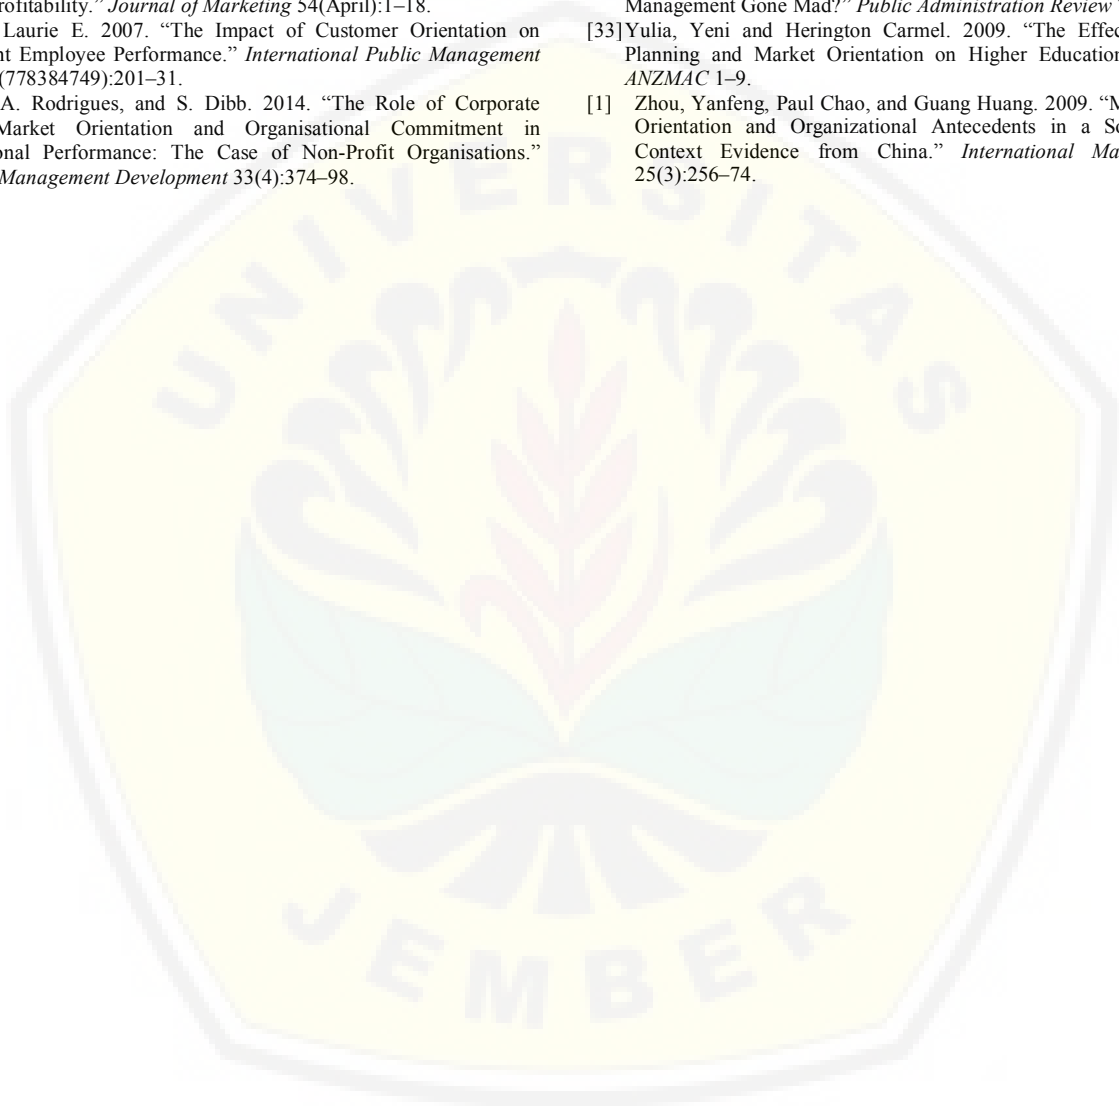 rofitability.” Journal of Marketing 54(April):1–18.
Laurie E. 2007. “The Impact of Customer Orientation on
nt Employee Performance.” International Public Management
(778384749):201–31.
A. Rodrigues, and S. Dibb. 2014. “The Role of Corporate
Market Orientation and Organisational Commitment in
onal Performance: The Case of Non-Profit Organisations.”
Management Development 33(4):374–98.
Management Gone Mad?” Public Administration Review
[33]Yulia, Yeni and Herington Carmel. 2009. “The Effec
Planning and Market Orientation on Higher Education
ANZMAC 1–9.
[1] Zhou, Yanfeng, Paul Chao, and Guang Huang. 2009. “M
Orientation and Organizational Antecedents in a So
Context Evidence from China.” International Ma
25(3):256–74.
UNIVERSITAS
JEMBER